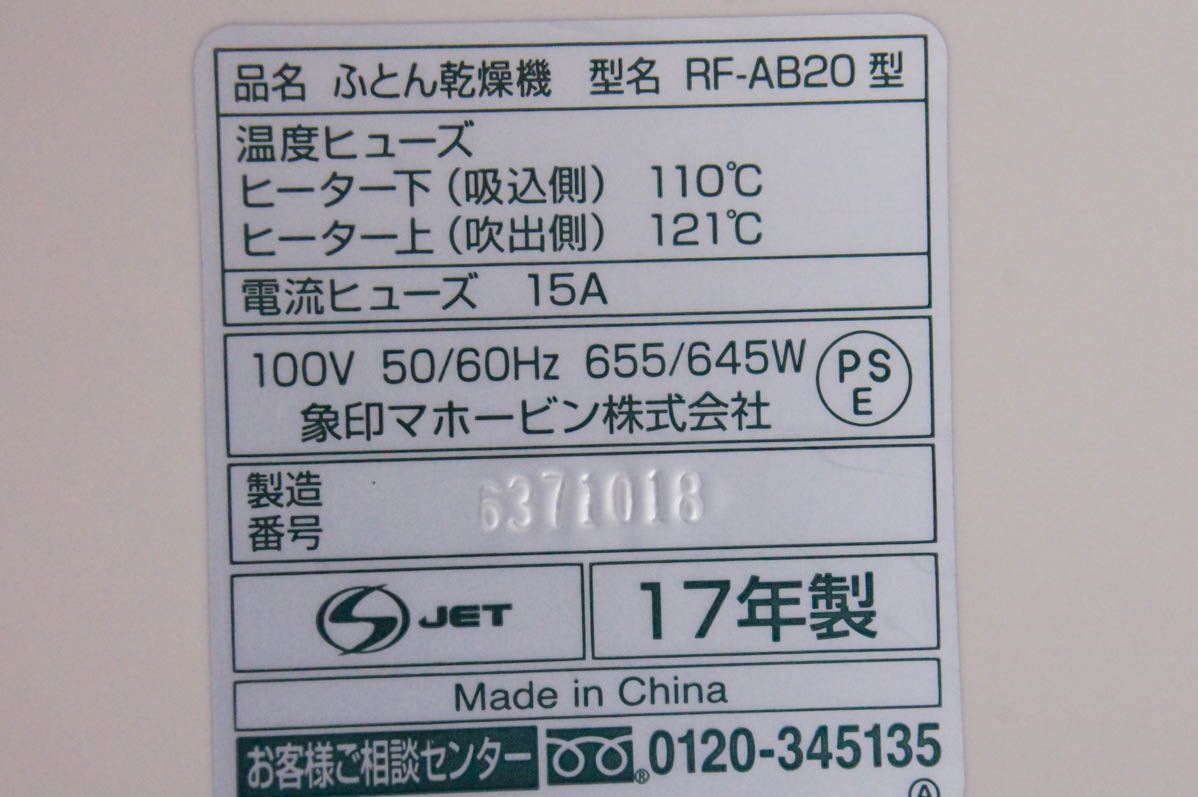 品名 ふとん乾燥機 型名 RF-AB20 型
温度ヒューズ
ヒーター下(吸込側) 110℃
ヒーター上(吹出側) 121℃
電流ヒューズ 15A
100V 50/60Hz 655/645W
PS
E
象印マホービン株式会社
製造
番号
6371018
S JET
17年製
Made in China
お客様ご相談センター ® 0120-345135
A